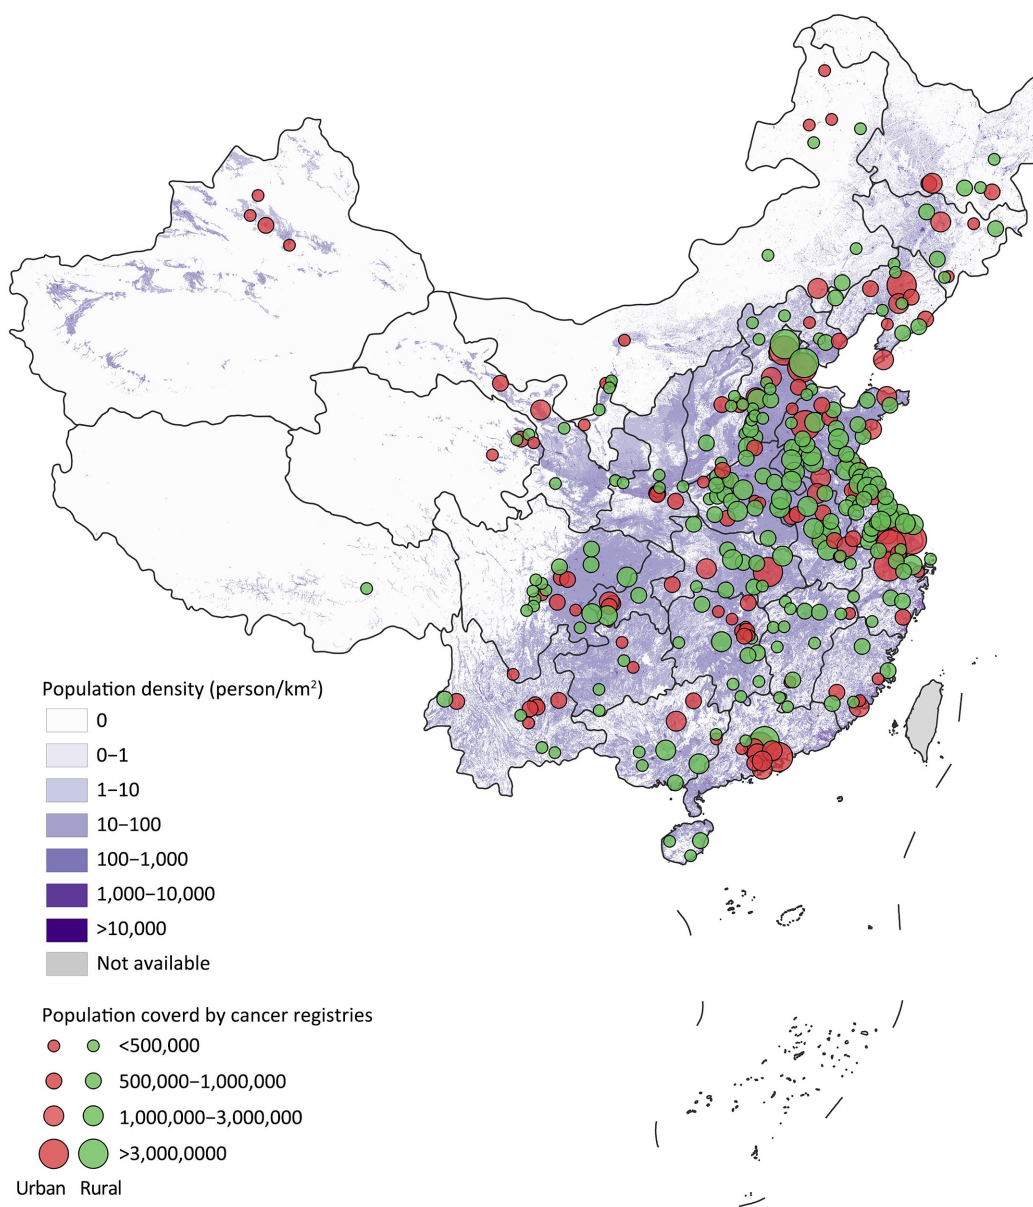 Population density (person/km²)
0
0–1
1–10
10–100
100–1,000
1,000–10,000
>10,000
Not available
Population coverd by cancer registries
<500,000
500,000–1,000,000
1,000,000–3,000,000
>3,000,0000
Urban Rural